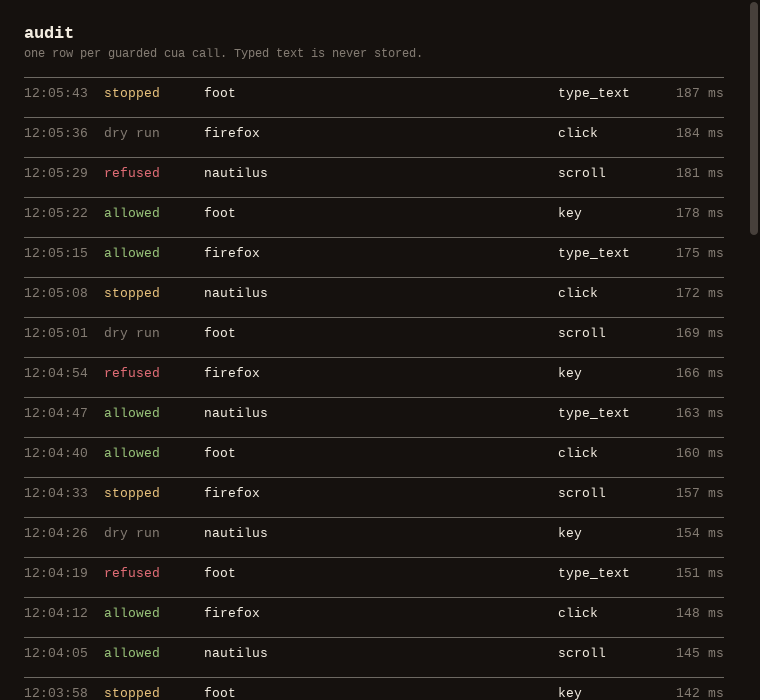 audit
one row per guarded cua call. Typed text is never stored.
12:05:43 stopped foot type_text 187 ms
12:05:36 dry run firefox click 184 ms
12:05:29 refused nautilus scroll 181 ms
12:05:22 allowed foot key 178 ms
12:05:15 allowed firefox type_text 175 ms
12:05:08 stopped nautilus click 172 ms
12:05:01 dry run foot scroll 169 ms
12:04:54 refused firefox key 166 ms
12:04:47 allowed nautilus type_text 163 ms
12:04:40 allowed foot click 160 ms
12:04:33 stopped firefox scroll 157 ms
12:04:26 dry run nautilus key 154 ms
12:04:19 refused foot type_text 151 ms
12:04:12 allowed firefox click 148 ms
12:04:05 allowed nautilus scroll 145 ms
12:03:58 stopped foot key 142 ms